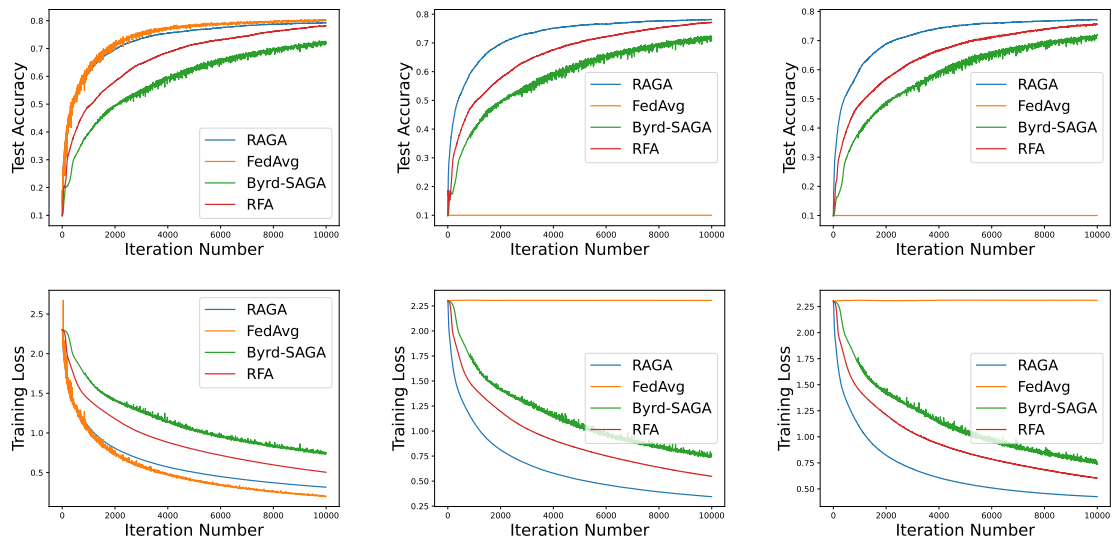 Test Accuracy
0.8
0.7
0.6
0.5
0.4
0.3
0.2
0.1
RAGA
FedAvg
Byrd-SAGA
RFA
0 2000 4000 6000 8000 10000
Iteration Number
Test Accuracy
0.8
0.7
0.6
0.5
0.4
0.3
0.2
0.1
RAGA
FedAvg
Byrd-SAGA
RFA
0 2000 4000 6000 8000 10000
Iteration Number
Test Accuracy
0.8
0.7
0.6
0.5
0.4
0.3
0.2
0.1
RAGA
FedAvg
Byrd-SAGA
RFA
0 2000 4000 6000 8000 10000
Iteration Number
Training Loss
2.5
2.0
1.5
1.0
0.5
RAGA
FedAvg
Byrd-SAGA
RFA
0 2000 4000 6000 8000 10000
Iteration Number
Training Loss
2.25
2.00
1.75
1.50
1.25
1.00
0.75
0.50
0.25
RAGA
FedAvg
Byrd-SAGA
RFA
0 2000 4000 6000 8000 10000
Iteration Number
Training Loss
2.25
2.00
1.75
1.50
1.25
1.00
0.75
0.50
RAGA
FedAvg
Byrd-SAGA
RFA
0 2000 4000 6000 8000 10000
Iteration Number